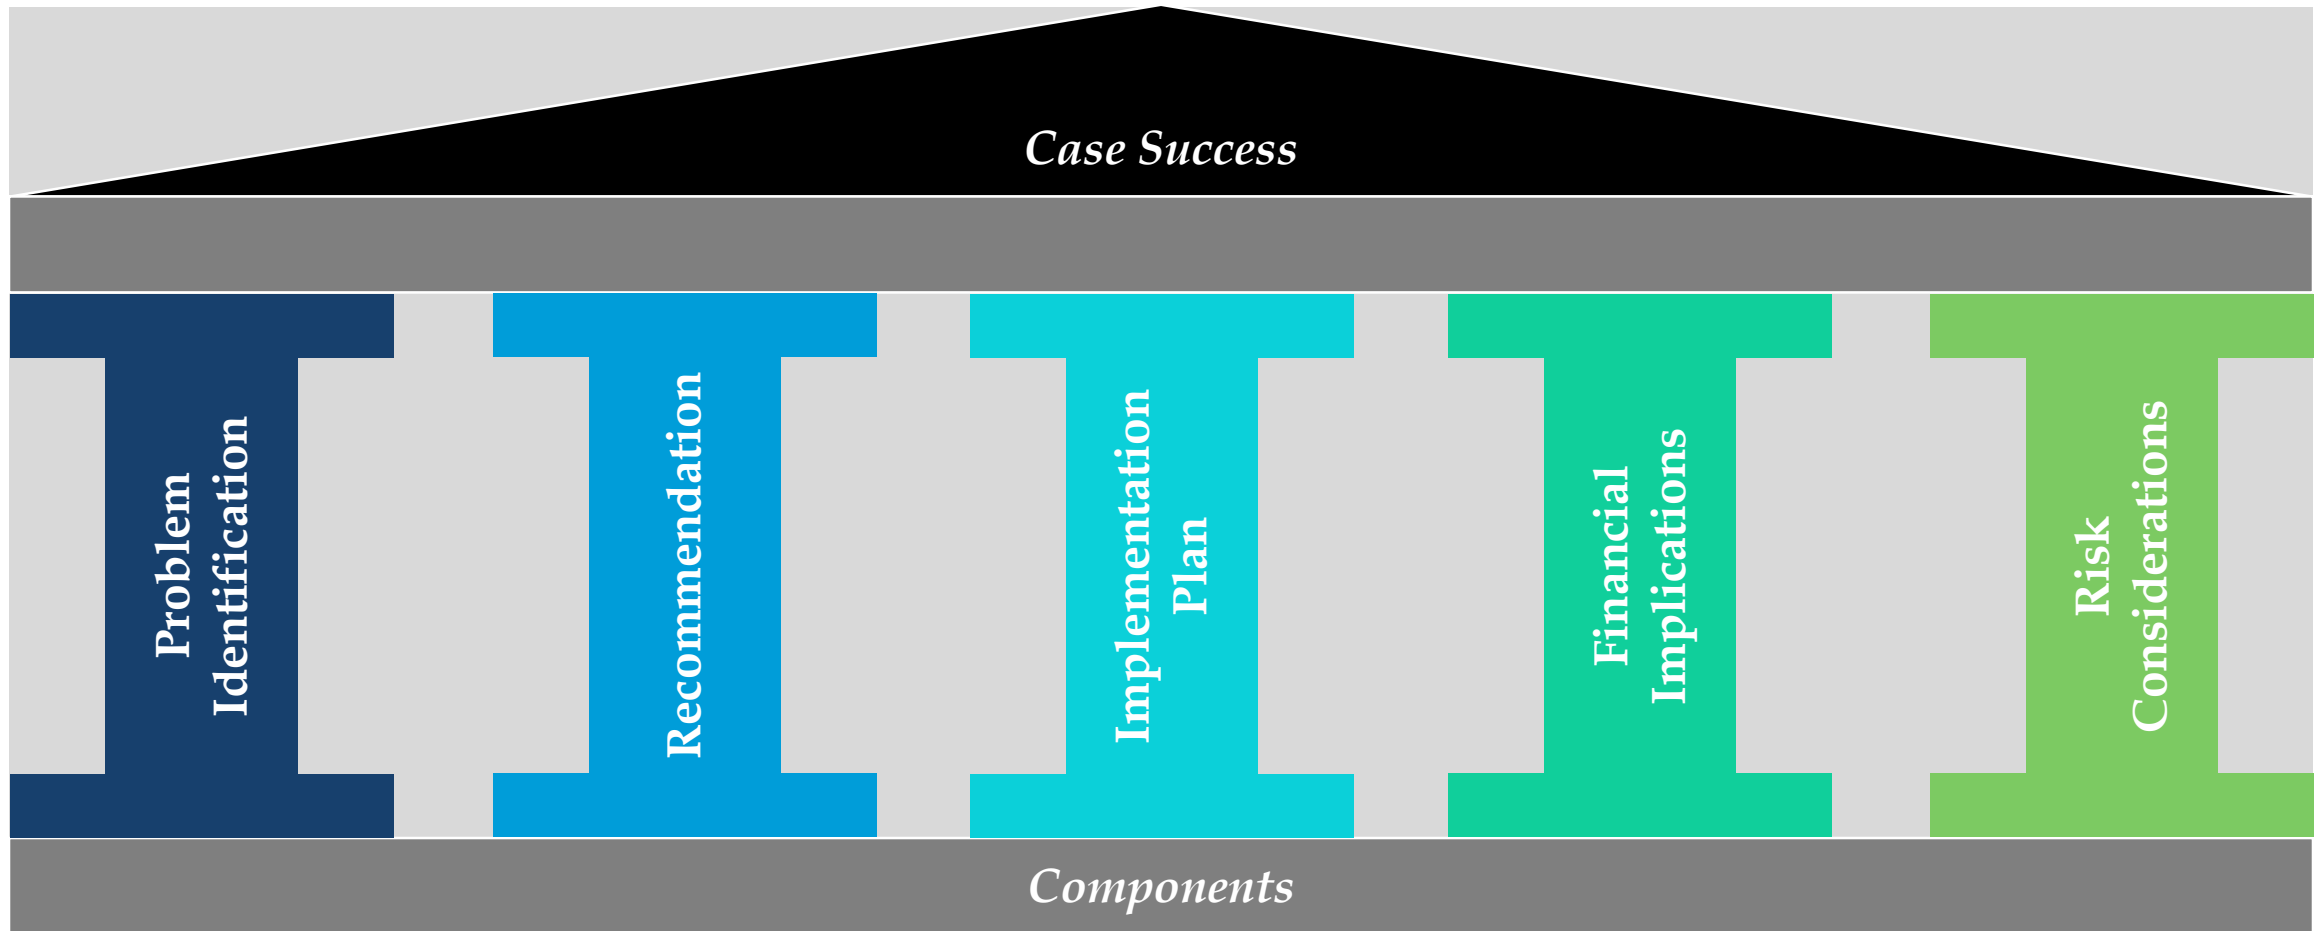 Case Success
Problem
Identification
Recommendation
Implementation
Plan
Financial
Implications
Risk
Considerations
Components